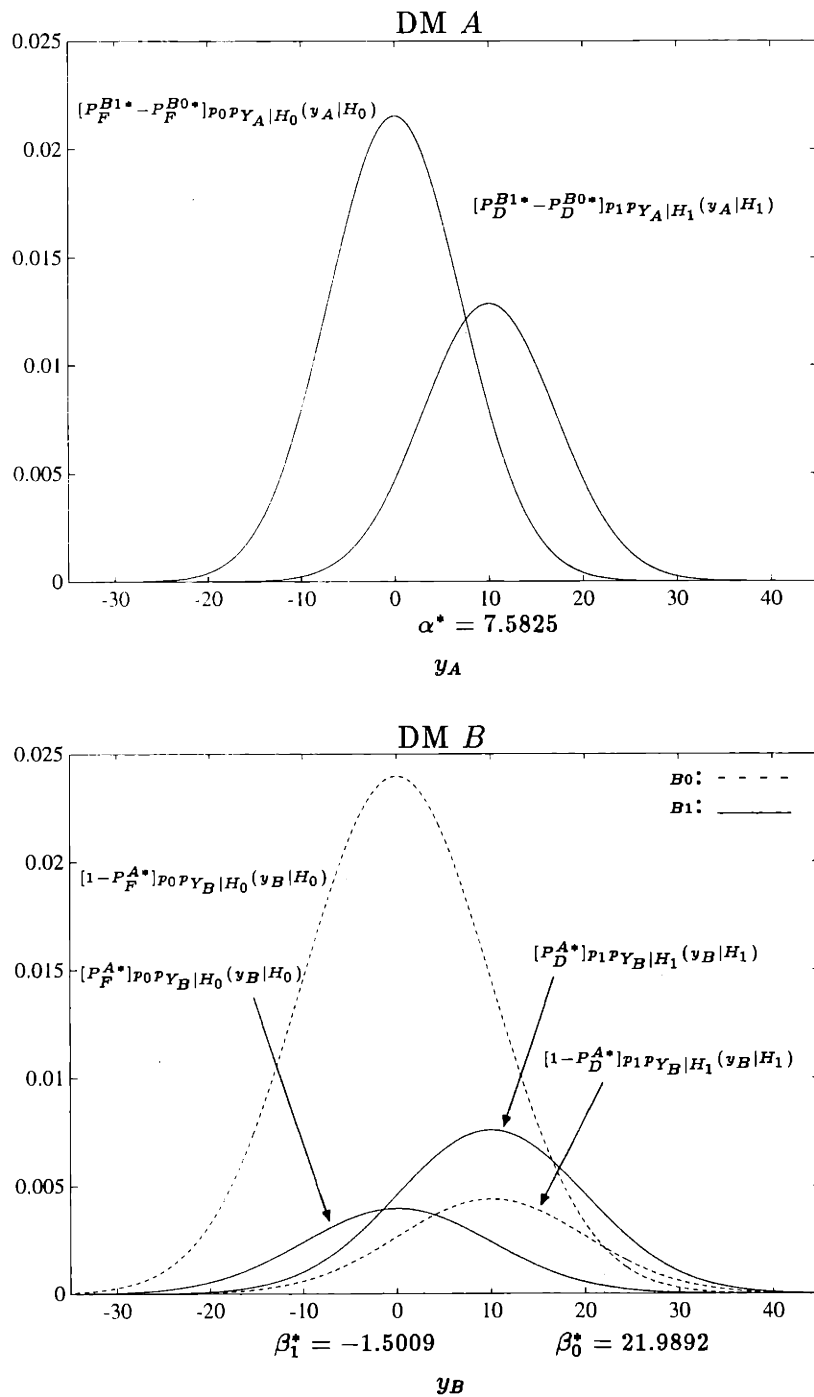 DM A
0.025
0.02
0.015
0.01
0.005
0
[P_F^{B1*}−P_F^{B0*}]p_0 p_{Y_A|H_0}(y_A|H_0)
[P_D^{B1*}−P_D^{B0*}]p_1 p_{Y_A|H_1}(y_A|H_1)
-30 -20 -10 0 10 20 30 40
α* = 7.5825
y_A
DM B
0.025
0.02
0.015
0.01
0.005
0
B0:
B1:
[1−P_F^{A*}]p_0 p_{Y_B|H_0}(y_B|H_0)
[P_F^{A*}]p_0 p_{Y_B|H_0}(y_B|H_0)
[P_D^{A*}]p_1 p_{Y_B|H_1}(y_B|H_1)
[1−P_D^{A*}]p_1 p_{Y_B|H_1}(y_B|H_1)
-30 -20 -10 0 10 20 30 40
β_1^* = −1.5009 β_0^* = 21.9892
y_B